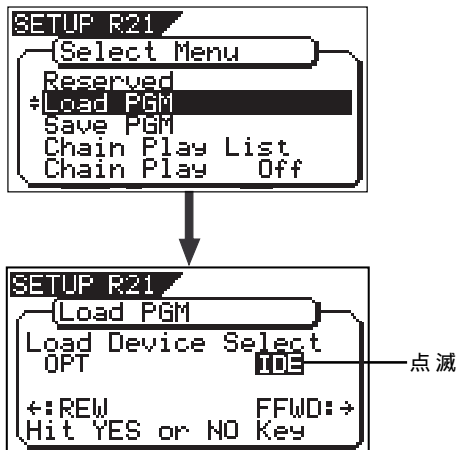 SETUP R21
Select Menu
Reserved
Load PGM
Save PGM
Chain Play List
Chain Play Off
SETUP R21
Load PGM
Load Device Select
OPT IDE
点滅
←:REW FFWD:→
Hit YES or NO Key